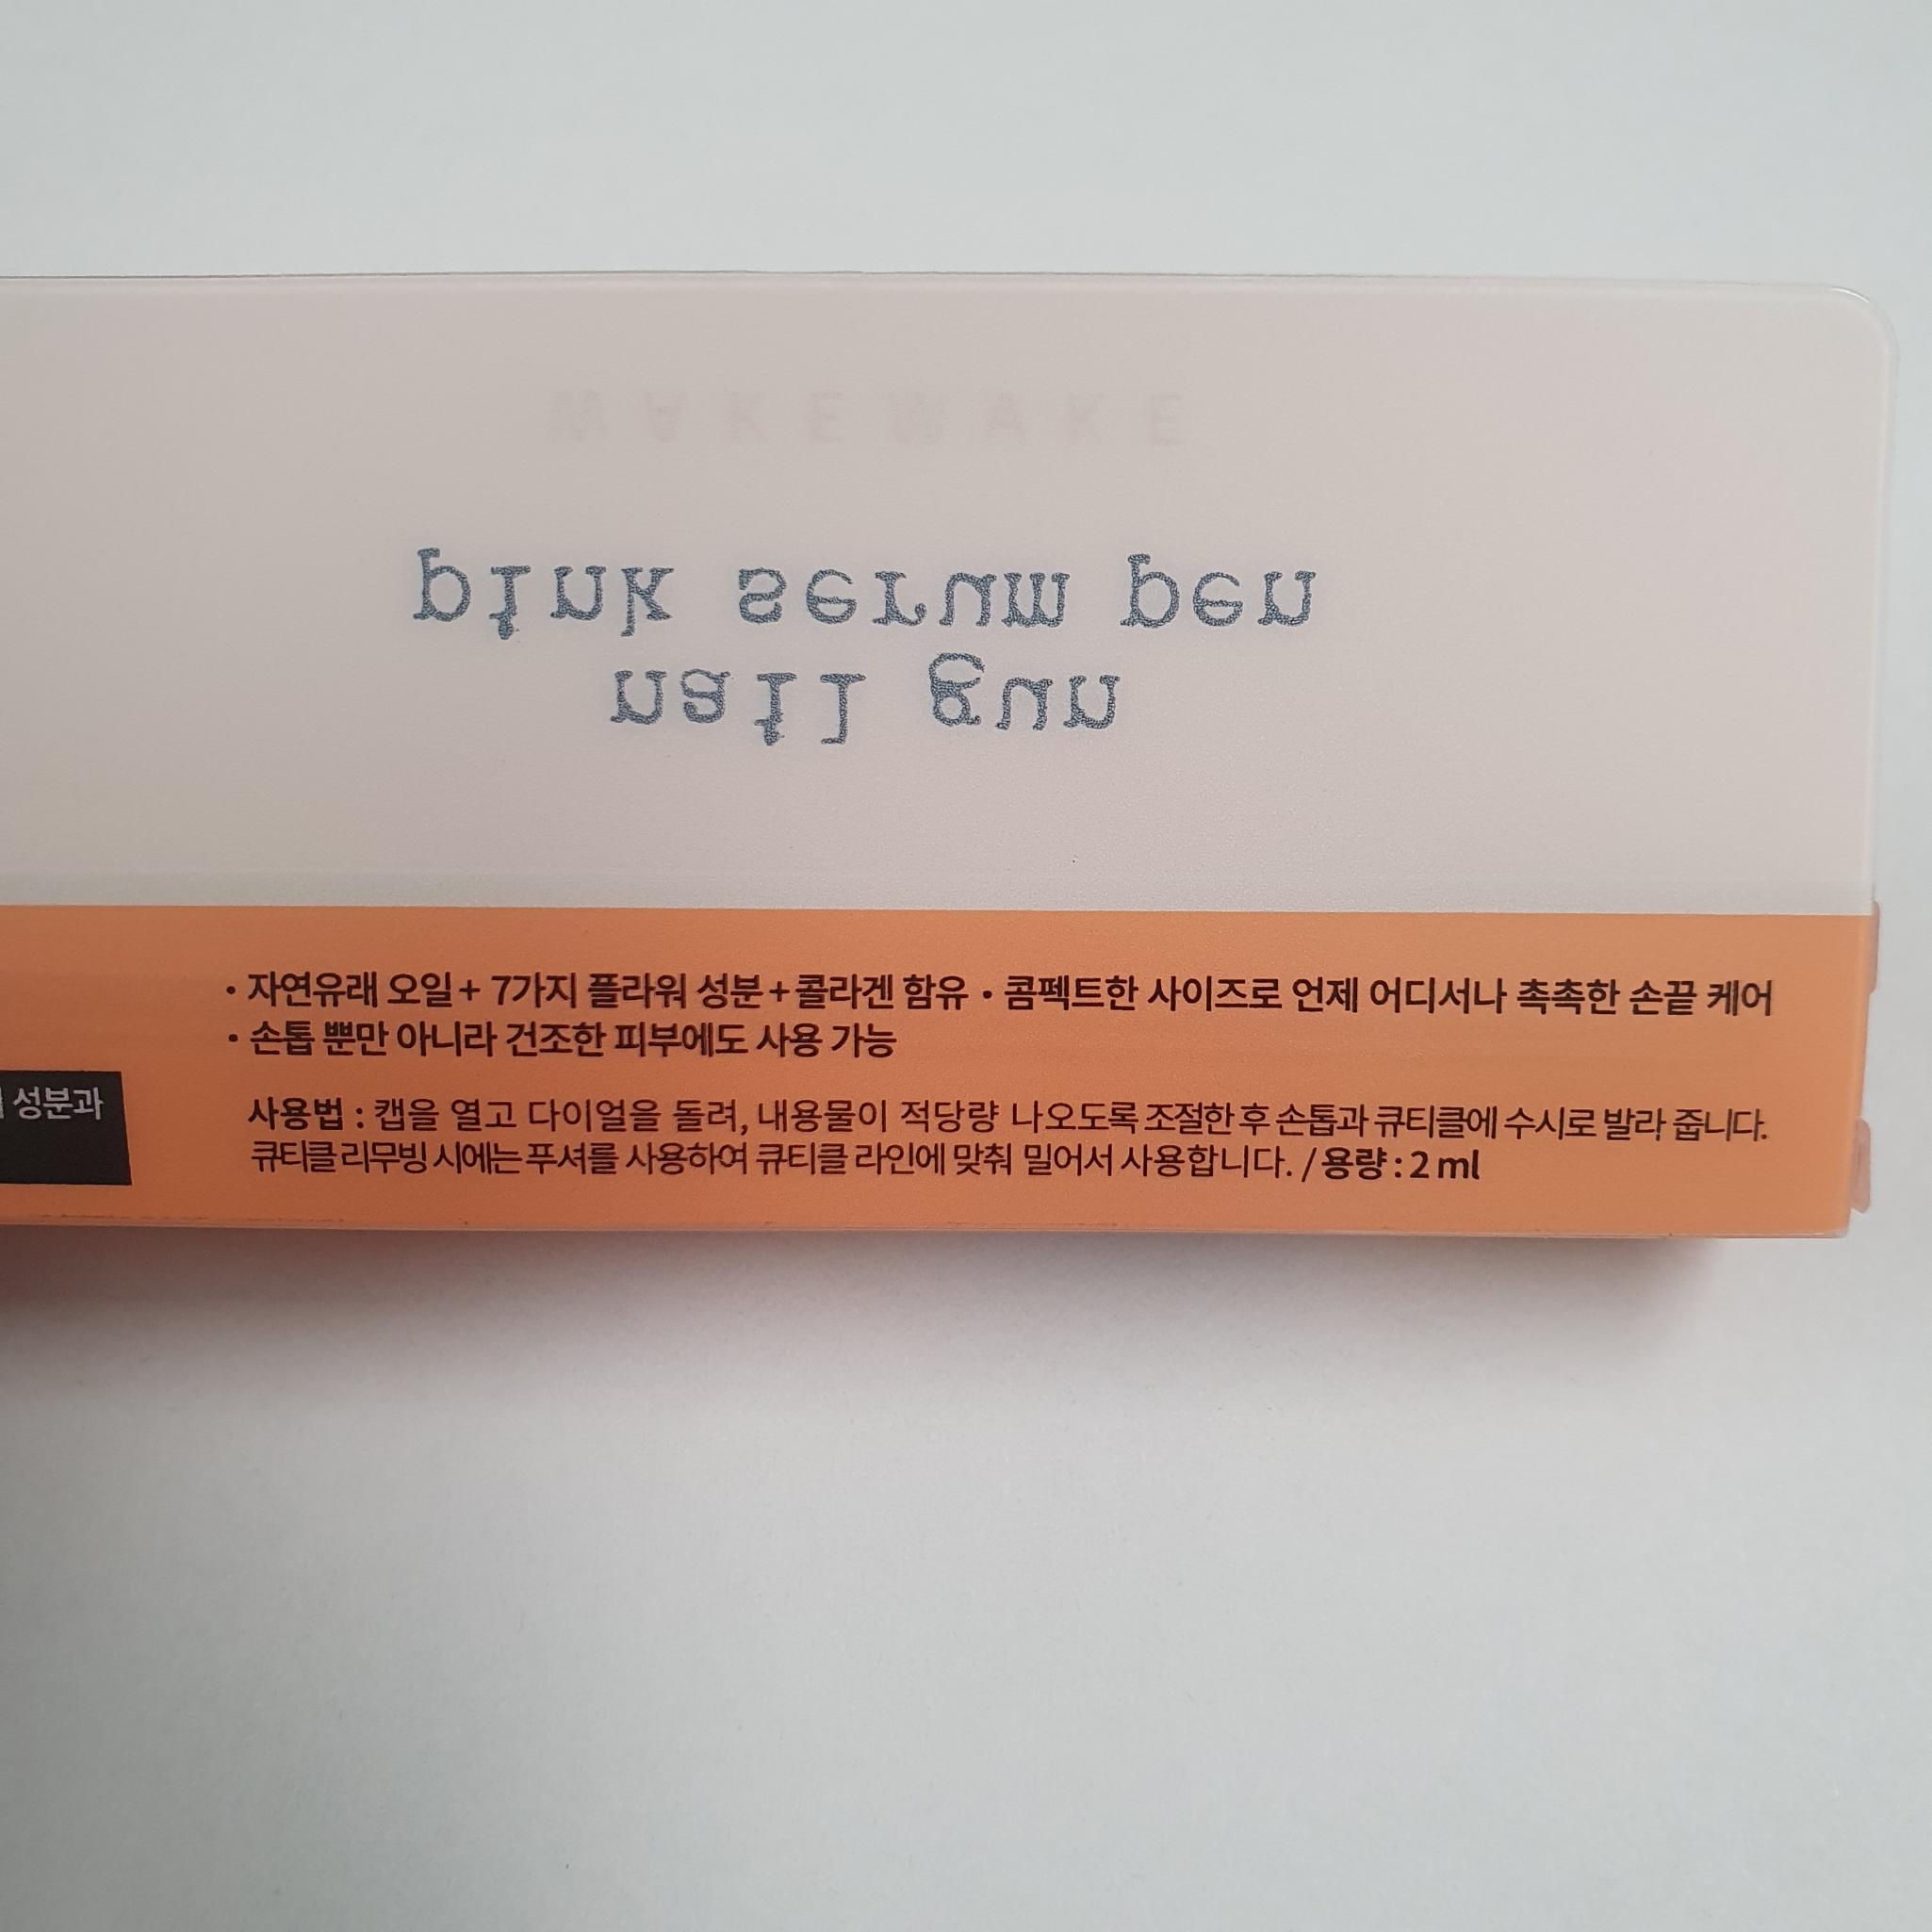 MAKEWAKE
pink serum pen
nail gun
• 자연유래 오일+ 7가지 플라워 성분+콜라겐 함유 • 콤펙트한 사이즈로 언제 어디서나 촉촉한 손끝 케어
• 손톱 뿐만 아니라 건조한 피부에도 사용 가능
성분과
사용법 : 캡을 열고 다이얼을 돌려, 내용물이 적당량 나오도록 조절한 후 손톱과 큐티클에 수시로 발라 줍니다.
큐티클 리무빙 시에는 푸셔를 사용하여 큐티클 라인에 맞춰 밀어서 사용합니다. / 용량 : 2 ml